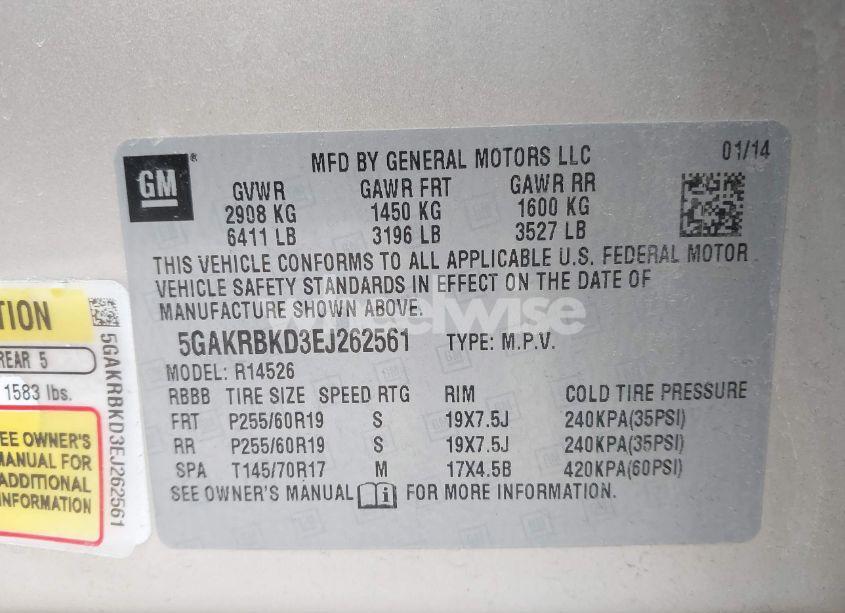 GM
MFD BY GENERAL MOTORS LLC
01/14
GVWR GAWR FRT GAWR RR
2908 KG 1450 KG 1600 KG
6411 LB 3196 LB 3527 LB
THIS VEHICLE CONFORMS TO ALL APPLICABLE U.S. FEDERAL MOTOR
VEHICLE SAFETY STANDARDS IN EFFECT ON THE DATE OF
MANUFACTURE SHOWN ABOVE.
5GAKRBKD3EJ262561 TYPE: M.P.V.
MODEL: R14526
RBBB TIRE SIZE SPEED RTG RIM COLD TIRE PRESSURE
FRT P255/60R19 S 19X7.5J 240KPA(35PSI)
RR P255/60R19 S 19X7.5J 240KPA(35PSI)
SPA T145/70R17 M 17X4.5B 420KPA(60PSI)
SEE OWNER'S MANUAL FOR MORE INFORMATION.
TION
REAR 5
1583 lbs.
EE OWNER'S
MANUAL FOR
ADDITIONAL
INFORMATION
5GAKRBKD3EJ262561